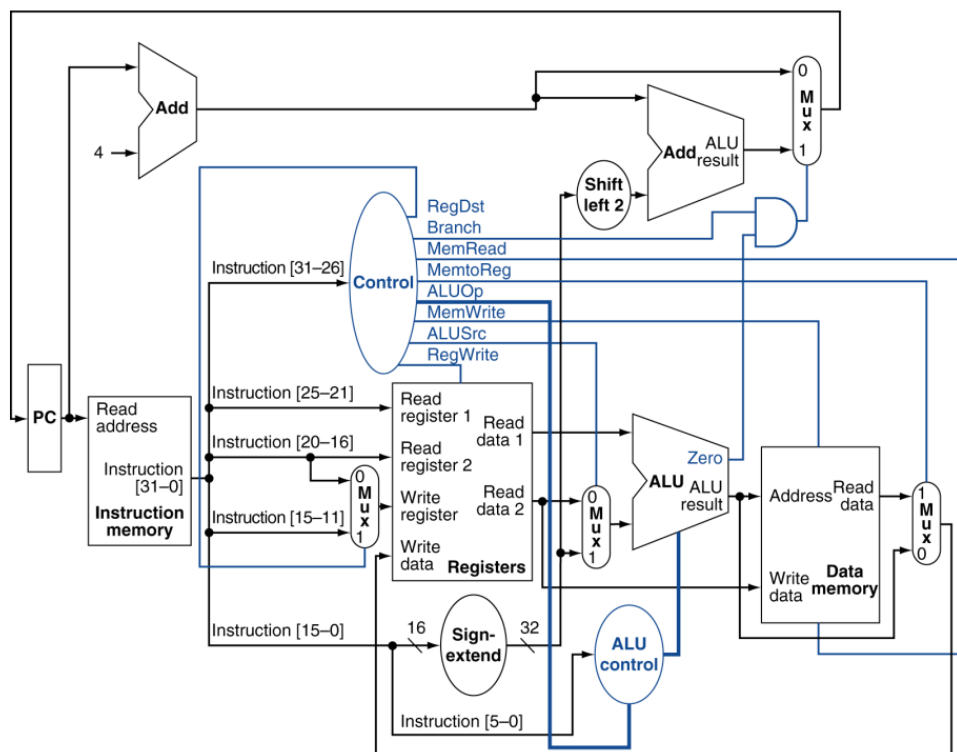 0
M
u
x
1
Add
ALU
result
Add
4
Shift
left 2
RegDst
Branch
MemRead
MemtoReg
ALUOp
MemWrite
ALUSrc
RegWrite
Instruction [31–26]
Control
PC
Read
address
Instruction
[31–0]
Instruction
memory
Instruction [25–21]
Instruction [20–16]
Instruction [15–11]
0
M
u
x
1
Read
register 1
Read
register 2
Write
register
Write
data
Read
data 1
Read
data 2
Registers
0
M
u
x
1
Zero
ALU
ALU
result
Address
Read
data
Write
data
Data
memory
1
M
u
x
0
Instruction [15–0]
16
Sign-
extend
32
ALU
control
Instruction [5–0]